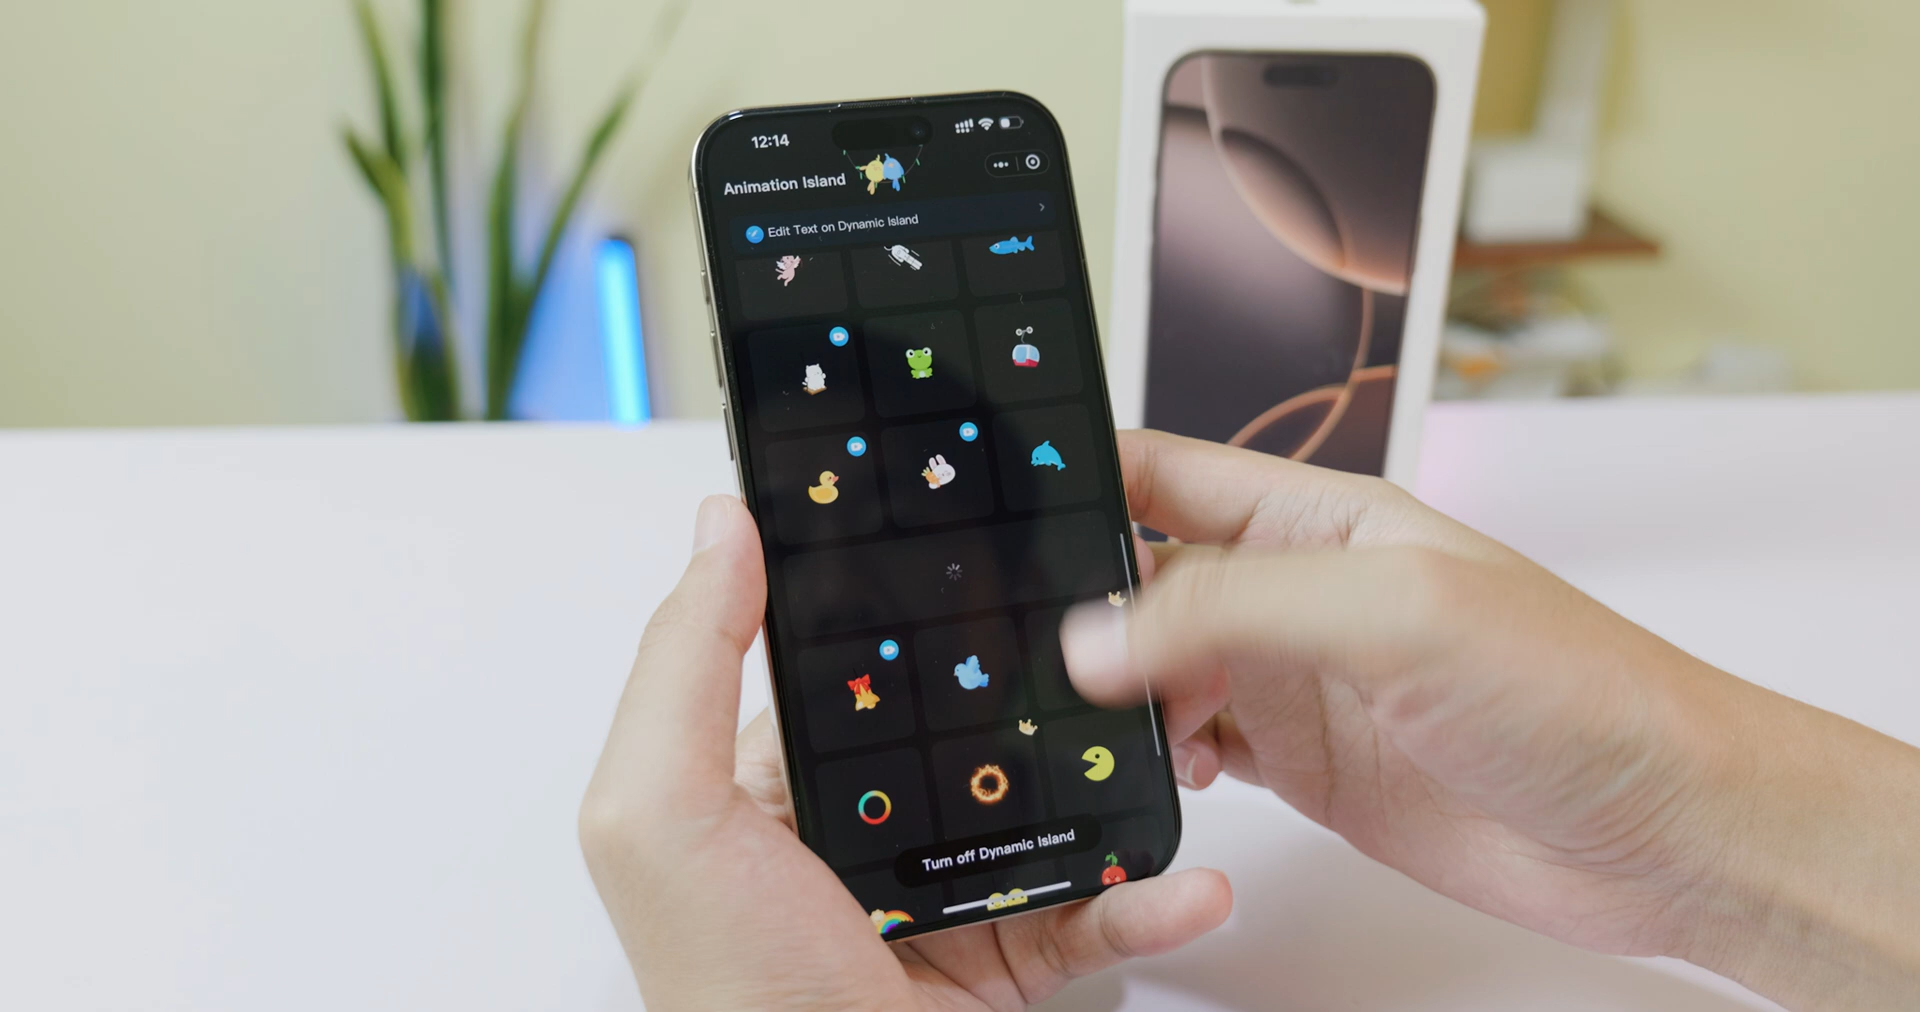 12:14
Animation Island
Edit Text on Dynamic Island
Turn off Dynamic Island